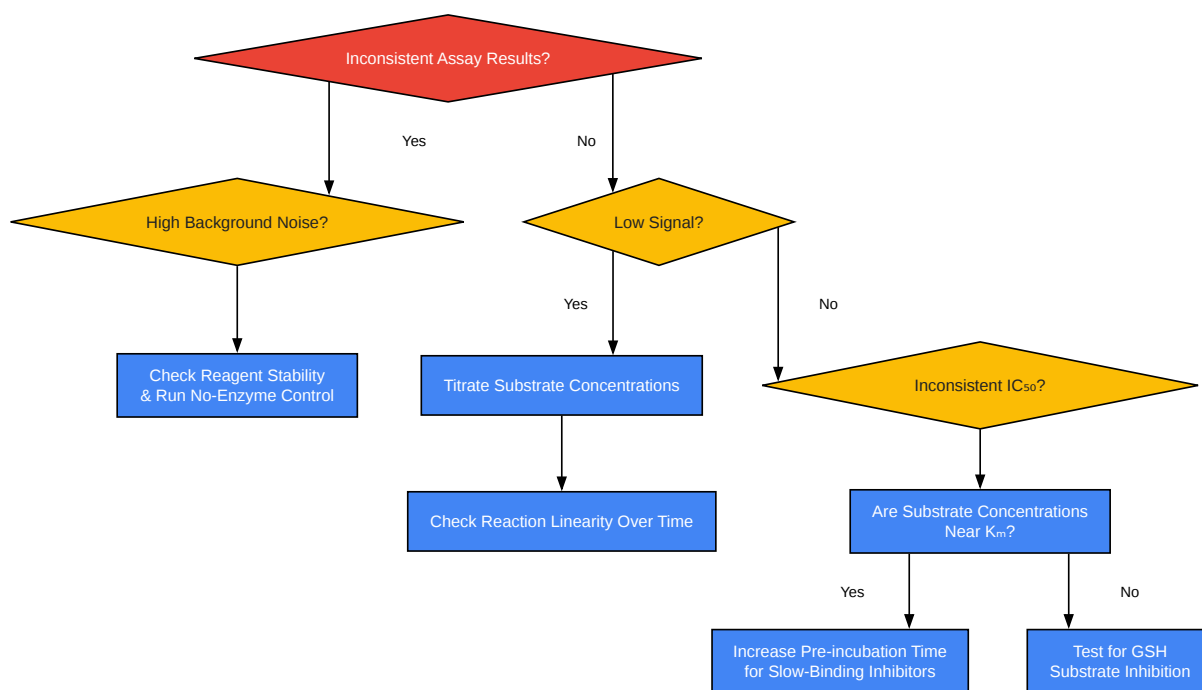 Inconsistent Assay Results?
Yes
No
High Background Noise?
Low Signal?
Yes
No
Check Reagent Stability
& Run No-Enzyme Control
Titrate Substrate Concentrations
Inconsistent IC₅₀?
Check Reaction Linearity Over Time
Are Substrate Concentrations
Near Kₘ?
Yes
No
Increase Pre-incubation Time
for Slow-Binding Inhibitors
Test for GSH
Substrate Inhibition